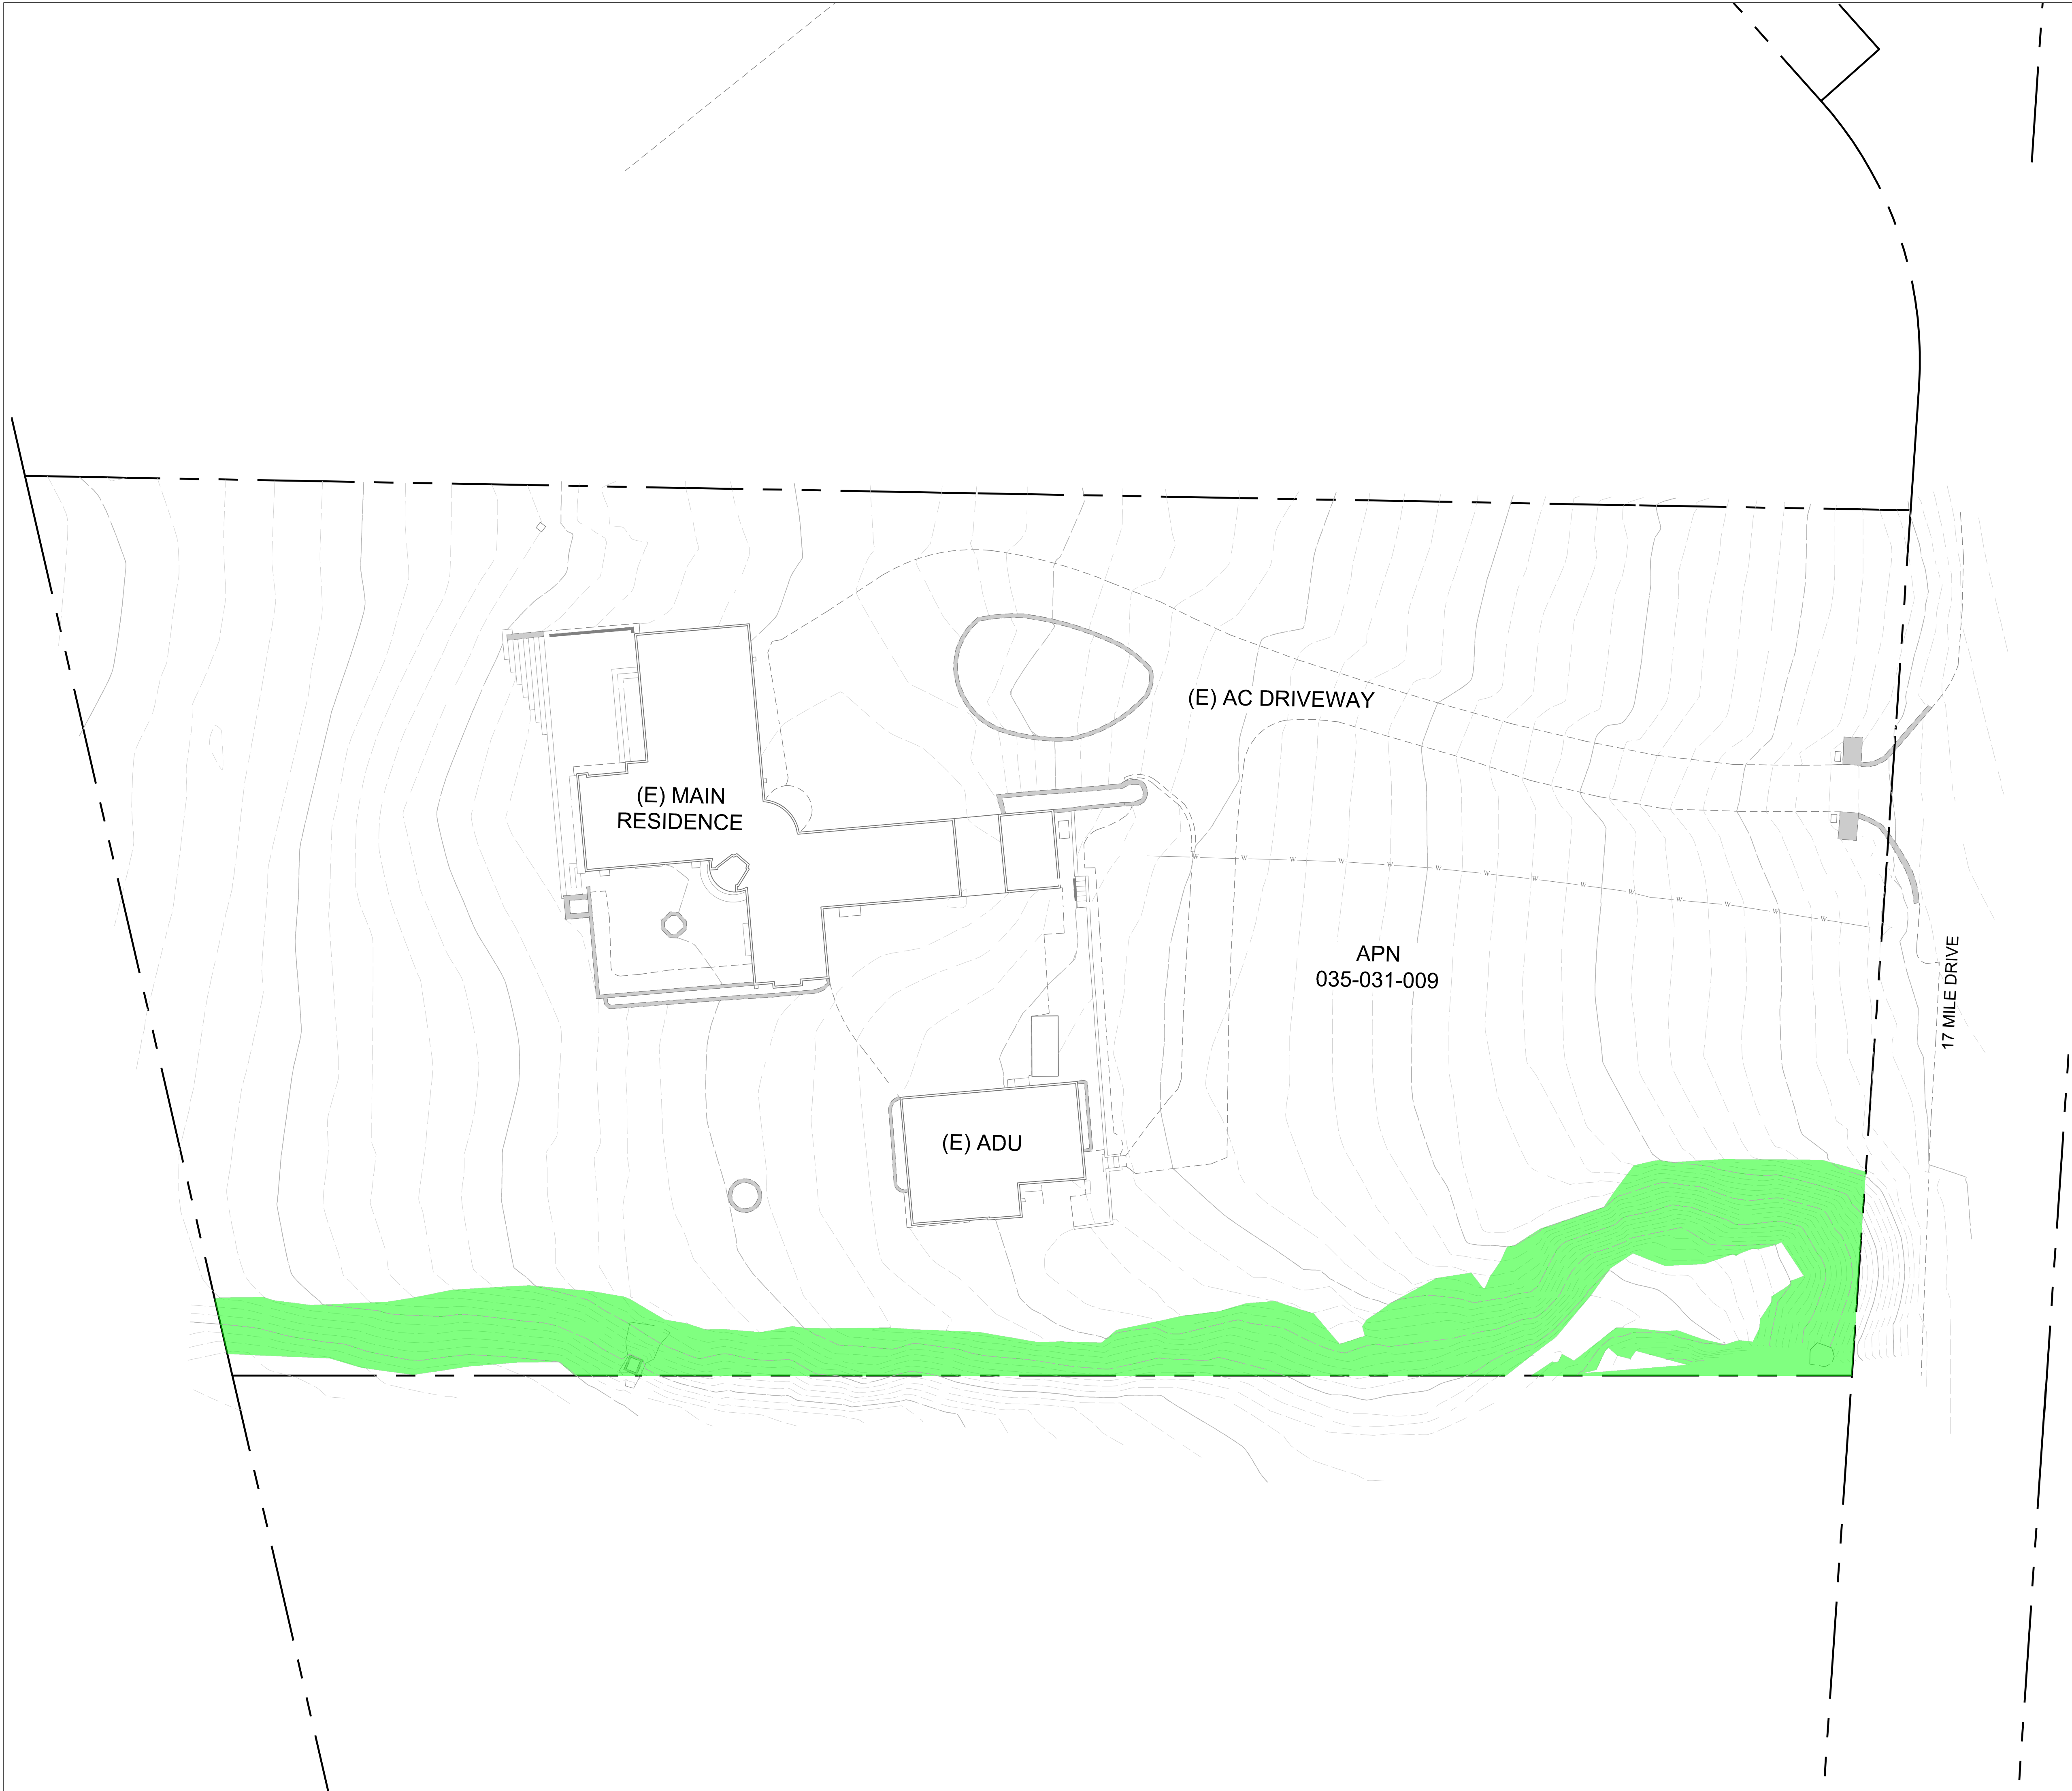 (E) AC DRIVEWAY
(E) MAIN
RESIDENCE
W W W W W W W W W W W W W W
APN
035-031-009
17 MILE DRIVE
(E) ADU